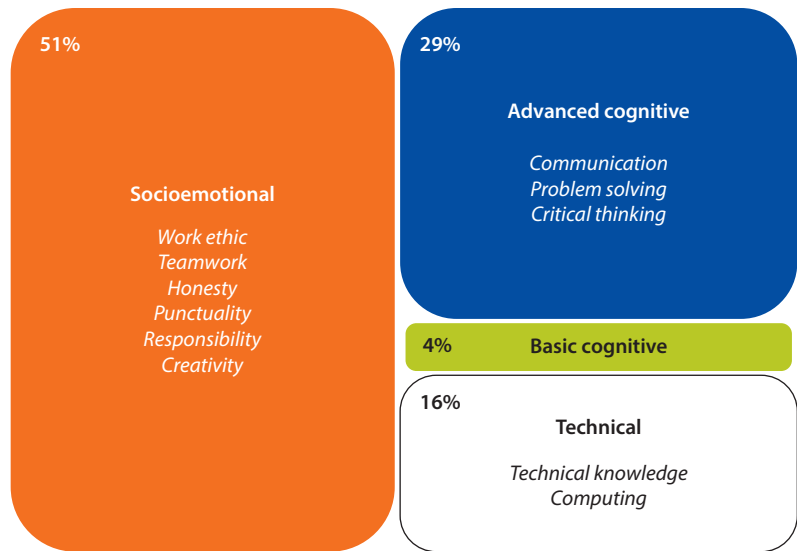 51%
Socioemotional
Work ethic
Teamwork
Honesty
Punctuality
Responsibility
Creativity
29%
Advanced cognitive
Communication
Problem solving
Critical thinking
4%
Basic cognitive
16%
Technical
Technical knowledge
Computing